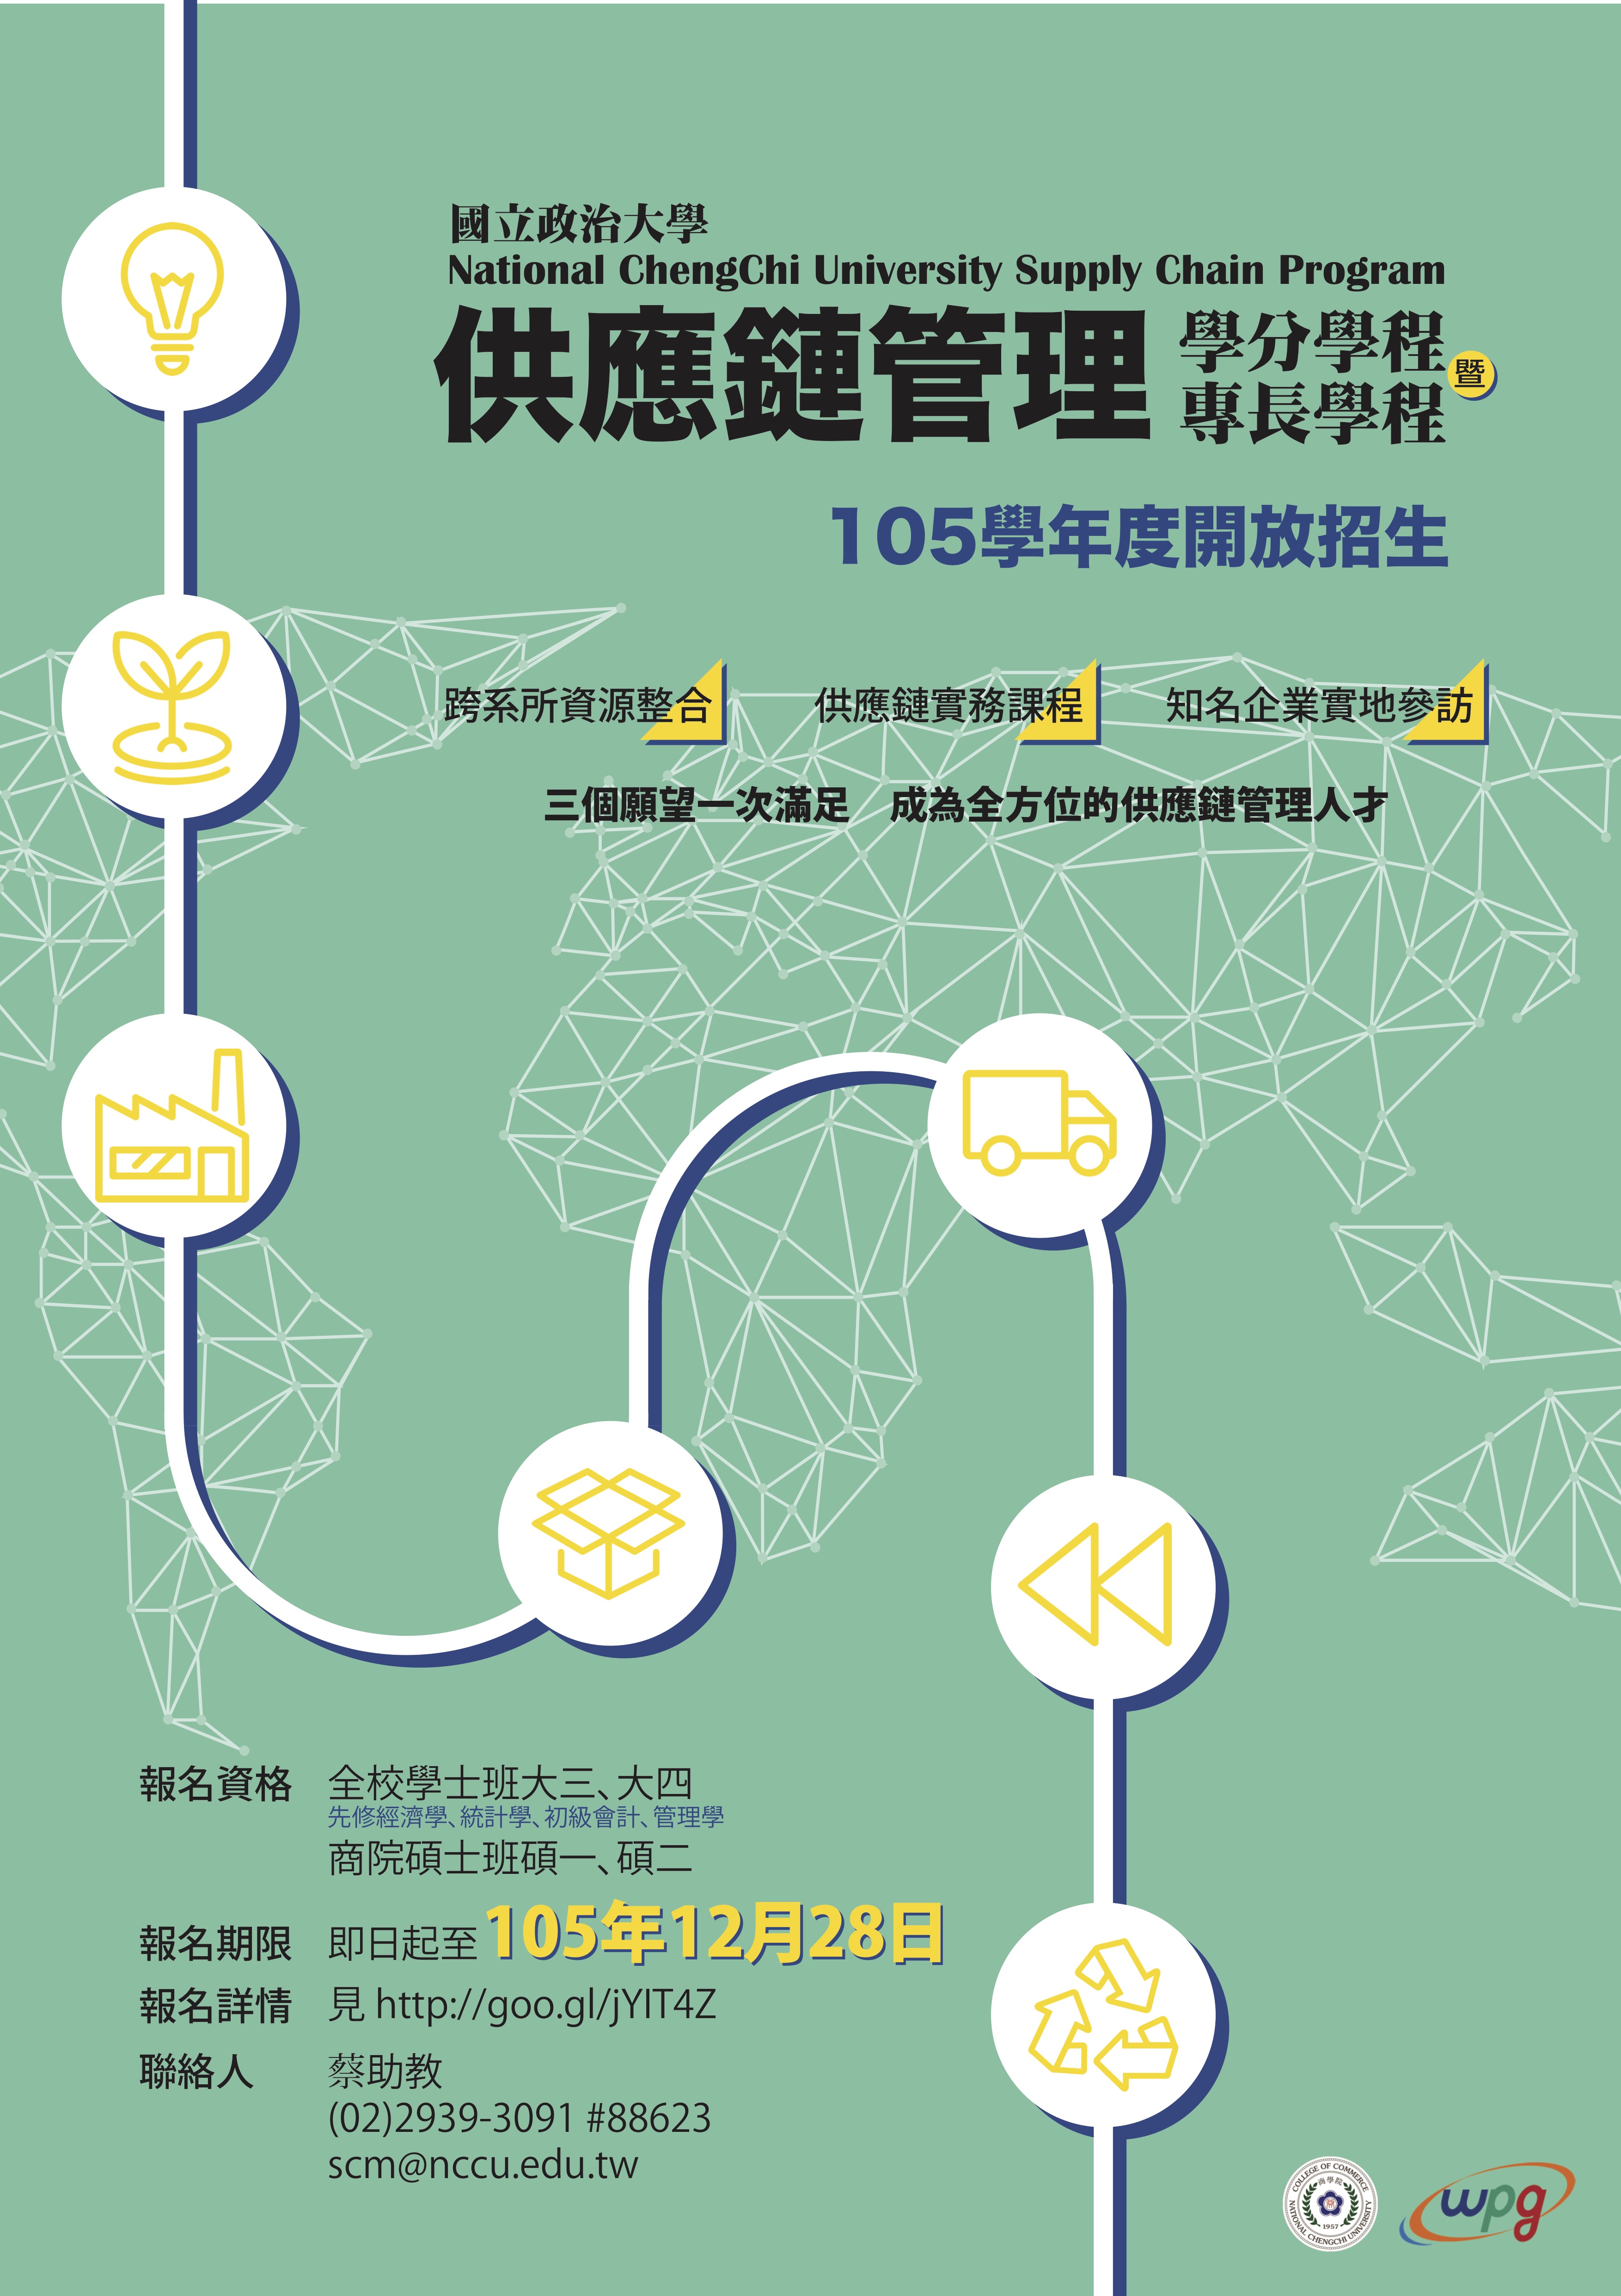 國立政治大學
National ChengChi University Supply Chain Program
供應鏈管理 學分學程 暨 專長學程
105學年度開放招生
跨系所資源整合 供應鏈實務課程 知名企業實地參訪
三個願望一次滿足 成為全方位的供應鏈管理人才
報名資格 全校學士班大三、大四
先修經濟學、統計學、初級會計、管理學
商院碩士班碩一、碩二
報名期限 即日起至105年12月28日
報名詳情 見 http://goo.gl/jYIT4Z
聯絡人 蔡助教
(02)2939-3091 #88623
scm@nccu.edu.tw
COLLEGE OF COMMERCE
商學院
1957
NATIONAL CHENGCHI UNIVERSITY
wpg